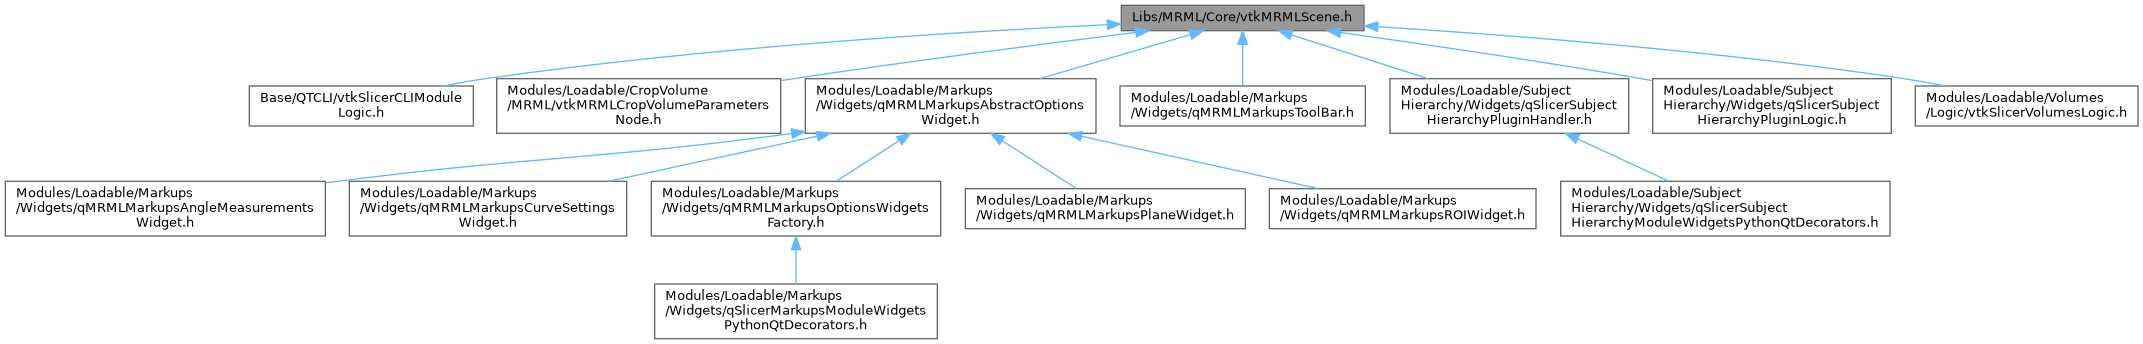 Libs/MRML/Core/vtkMRMLScene.h
Base/QTCLI/vtkSlicerCLIModule
Logic.h
Modules/Loadable/CropVolume
/MRML/vtkMRMLCropVolumeParameters
Node.h
Modules/Loadable/Markups
/Widgets/qMRMLMarkupsAbstractOptions
Widget.h
Modules/Loadable/Markups
/Widgets/qMRMLMarkupsToolBar.h
Modules/Loadable/Subject
Hierarchy/Widgets/qSlicerSubject
HierarchyPluginHandler.h
Modules/Loadable/Subject
Hierarchy/Widgets/qSlicerSubject
HierarchyPluginLogic.h
Modules/Loadable/Volumes
/Logic/vtkSlicerVolumesLogic.h
Modules/Loadable/Markups
/Widgets/qMRMLMarkupsAngleMeasurements
Widget.h
Modules/Loadable/Markups
/Widgets/qMRMLMarkupsCurveSettings
Widget.h
Modules/Loadable/Markups
/Widgets/qMRMLMarkupsOptionsWidgets
Factory.h
Modules/Loadable/Markups
/Widgets/qMRMLMarkupsPlaneWidget.h
Modules/Loadable/Markups
/Widgets/qMRMLMarkupsROIWidget.h
Modules/Loadable/Subject
Hierarchy/Widgets/qSlicerSubject
HierarchyModuleWidgetsPythonQtDecorators.h
Modules/Loadable/Markups
/Widgets/qSlicerMarkupsModuleWidgets
PythonQtDecorators.h